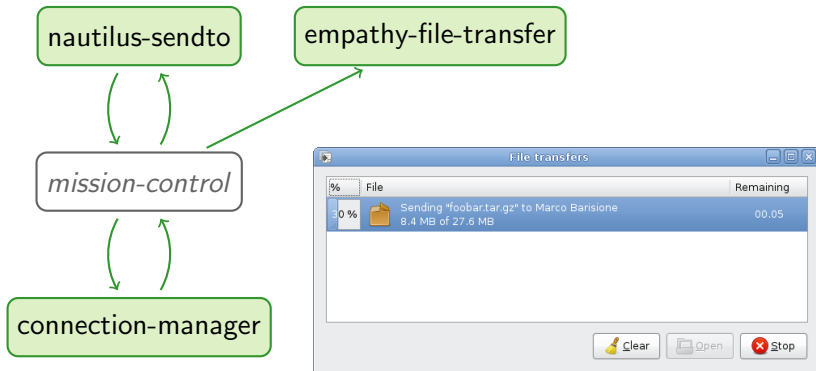 nautilus-sendto
empathy-file-transfer
mission-control
connection-manager
File transfers
% File Remaining
30 % Sending "foobar.tar.gz" to Marco Barisione 00.05
8.4 MB of 27.6 MB
Clear Open Stop